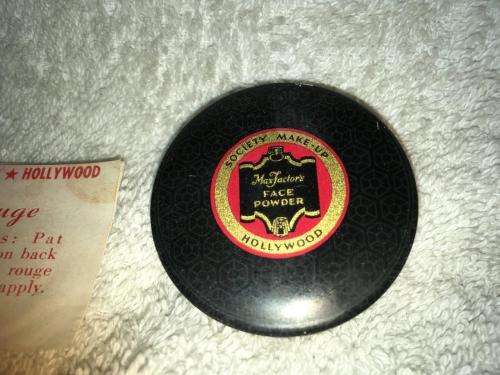 ★ HOLLYWOOD
uge
s: Pat
on back
rouge
apply.
SOCIETY MAKE-UP
Max Factor's
FACE
POWDER
HOLLYWOOD